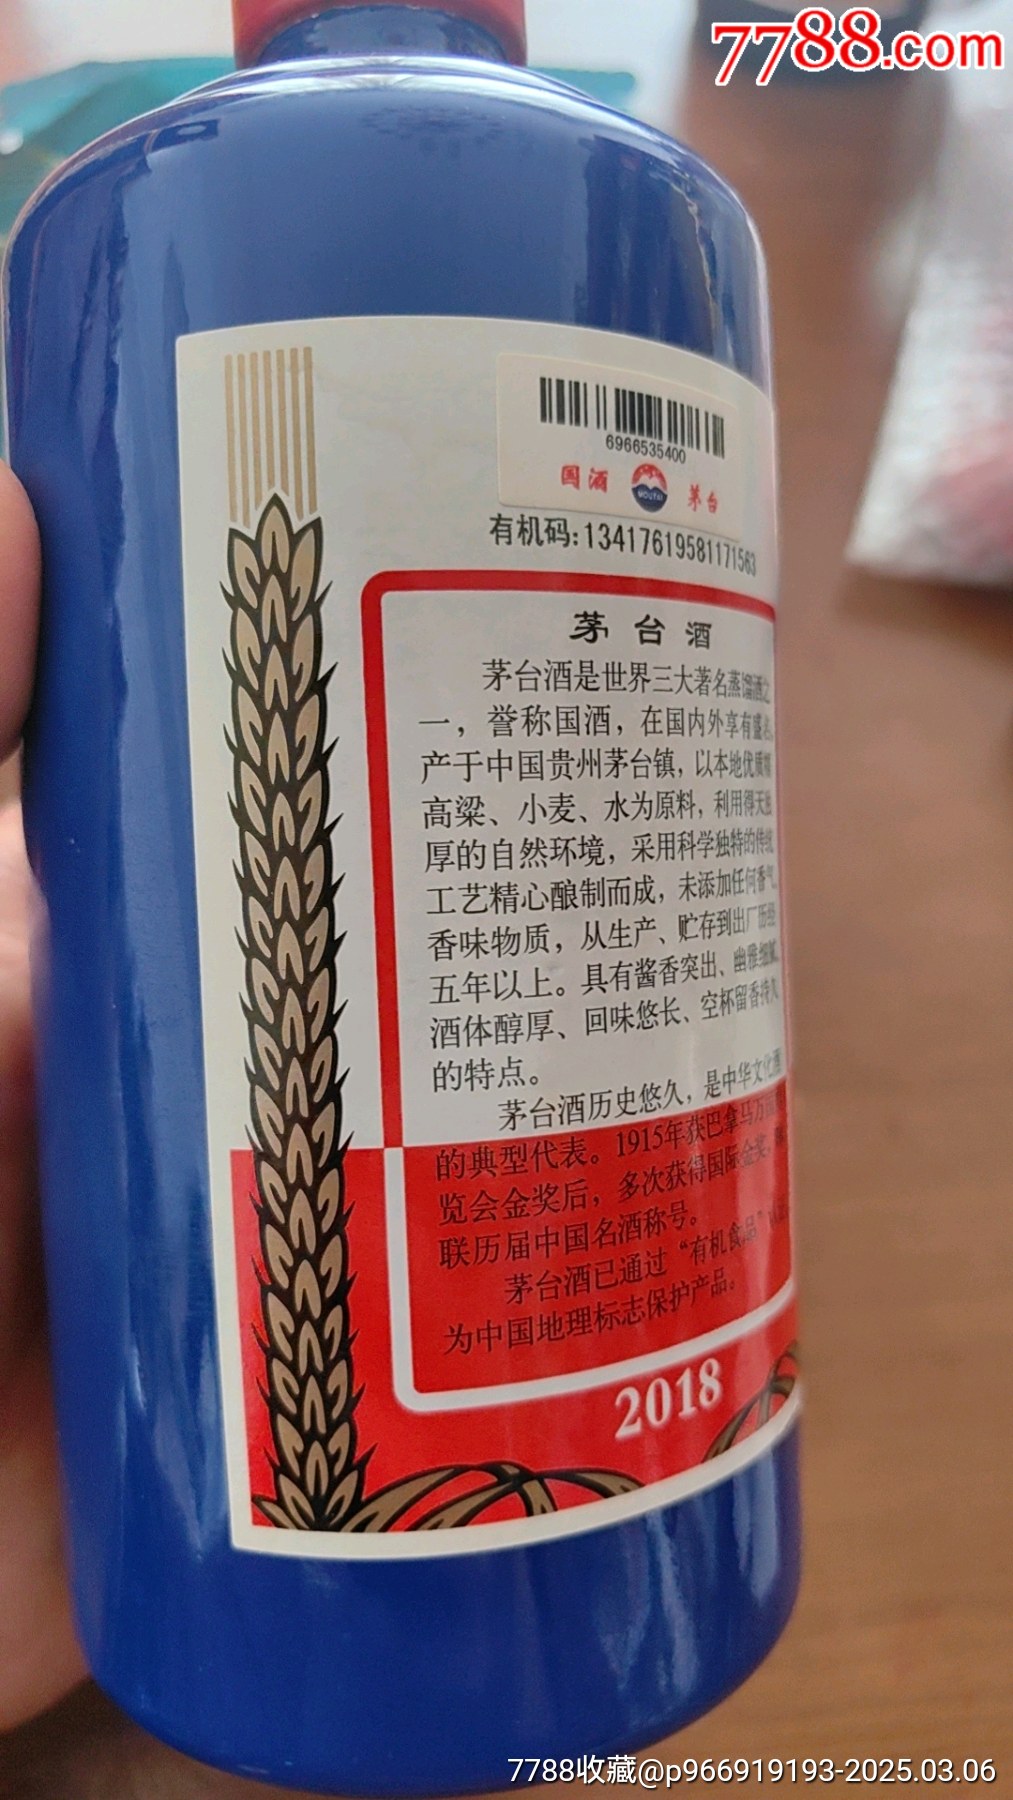 7788.com
6966535400
国酒 茅台
MOUTAI
有机码:13417619581171563
茅台酒
茅台酒是世界三大著名蒸馏酒之
一，誉称国酒，在国内外享有盛名。
产于中国贵州茅台镇，以本地优质糯
高粱、小麦、水为原料，利用得天独
厚的自然环境，采用科学独特的传统
工艺精心酿制而成，未添加任何香气、
香味物质，从生产、贮存到出厂历经
五年以上。具有酱香突出、幽雅细腻、
酒体醇厚、回味悠长、空杯留香持久
的特点。
茅台酒历史悠久，是中华文化酒
的典型代表。1915年获巴拿马万国
览会金奖后，多次获得国际金奖，
联历届中国名酒称号。
茅台酒已通过“有机食品”
为中国地理标志保护产品。
2018
7788收藏@p966919193-2025.03.06